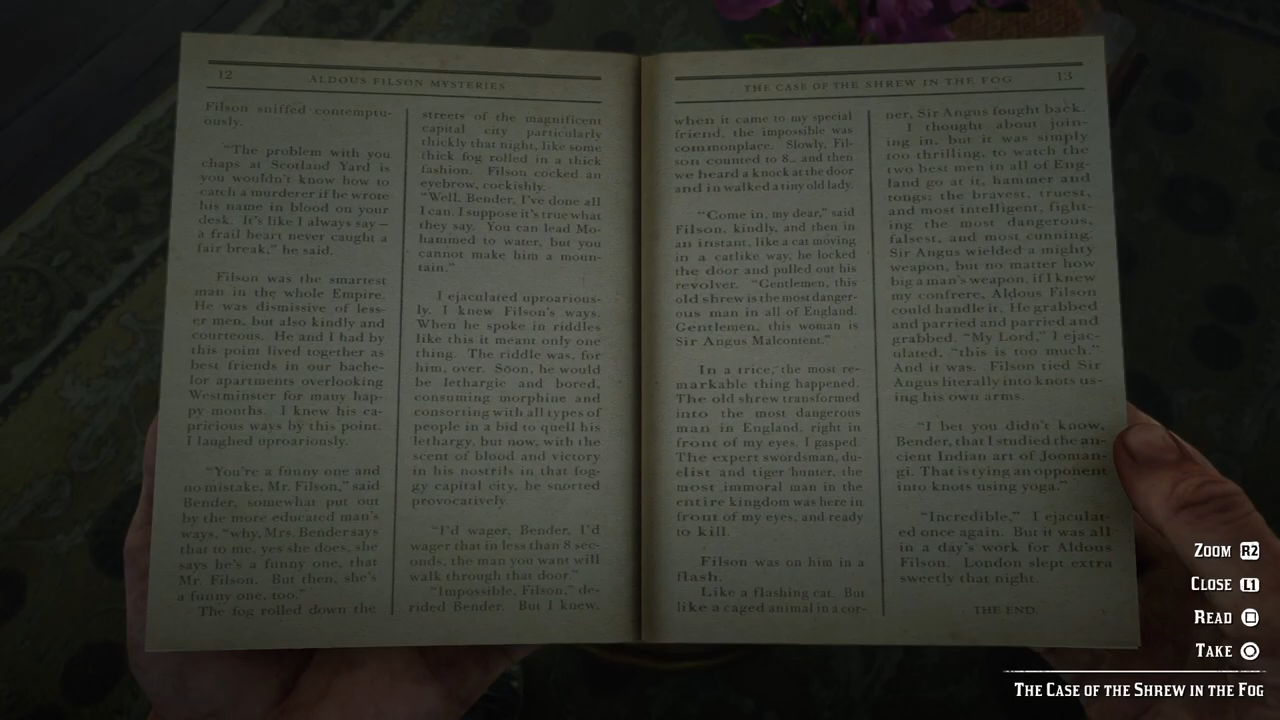 12
ALDOUS FILSON MYSTERIES
Filson sniffed contemptu-
ously.
"The problem with you
chaps at Scotland Yard is
you wouldn't know how to
catch a murderer if he wrote
his name in blood on your
desk. It's like I always say –
a frail heart never caught a
fair break," he said.
Filson was the smartest
man in the whole Empire.
He was dismissive of less-
er men, but also kindly and
courteous. He and I had by
this point lived together as
best friends in our bache-
lor apartments overlooking
Westminster for many hap-
py months. I knew his ca-
pricious ways by this point.
I laughed uproariously.
"You're a funny one and
no mistake, Mr. Filson," said
Bender, somewhat put out
by the more educated man's
ways, "why, Mrs. Bender says
that to me, yes she does, she
says he's a funny one, that
Mr. Filson. But then, she's
a funny one, too."
The fog rolled down the
streets of the magnificent
capital city particularly
thickly that night, like some
thick fog rolled in a thick
fashion. Filson cocked an
eyebrow, cockishly.
"Well, Bender, I've done all
I can. I suppose it's true what
they say. You can lead Mo-
hammed to water, but you
cannot make him a moun-
tain."
I ejaculated uproarious-
ly. I knew Filson's ways.
When he spoke in riddles
like this it meant only one
thing. The riddle was, for
him, over. Soon, he would
be lethargic and bored,
consuming morphine and
consorting with all types of
people in a bid to quell his
lethargy, but now, with the
scent of blood and victory
in his nostrils in that fog-
gy capital city, he snorted
provocatively.
"I'd wager, Bender, I'd
wager that in less than 8 sec-
onds, the man you want will
walk through that door."
"Impossible, Filson," de-
rided Bender. But I knew,
THE CASE OF THE SHREW IN THE FOG
13
when it came to my special
friend, the impossible was
commonplace. Slowly, Fil-
son counted to 8... and then
we heard a knock at the door
and in walked a tiny old lady.
"Come in, my dear," said
Filson, kindly, and then in
an instant, like a cat moving
in a catlike way, he locked
the door and pulled out his
revolver. "Gentlemen, this
old shrew is the most danger-
ous man in all of England.
Gentlemen, this woman is
Sir Angus Malcontent."
In a trice, the most re-
markable thing happened.
The old shrew transformed
into the most dangerous
man in England, right in
front of my eyes. I gasped.
The expert swordsman, du-
elist and tiger hunter, the
most immoral man in the
entire kingdom was here in
front of my eyes, and ready
to kill.
Filson was on him in a
flash.
Like a flashing cat. But
like a caged animal in a cor-
ner, Sir Angus fought back.
I thought about join-
ing in, but it was simply
too thrilling, to watch the
two best men in all of Eng-
land go at it, hammer and
tongs; the bravest, truest,
and most intelligent, fight-
ing the most dangerous,
falsest, and most cunning.
Sir Angus wielded a mighty
weapon, but no matter how
big a man's weapon, if I knew
my confrere, Aldous Filson
could handle it. He grabbed
and parried and parried and
grabbed. "My Lord," I ejac-
ulated, "this is too much."
And it was. Filson tied Sir
Angus literally into knots us-
ing his own arms.
"I bet you didn't know,
Bender, that I studied the an-
cient Indian art of Jooman-
gi. That is tying an opponent
into knots using yoga."
"Incredible," I ejaculat-
ed once again. But it was all
in a day's work for Aldous
Filson. London slept extra
sweetly that night.
THE END.
ZOOM R2
CLOSE L1
READ
TAKE
THE CASE OF THE SHREW IN THE FOG